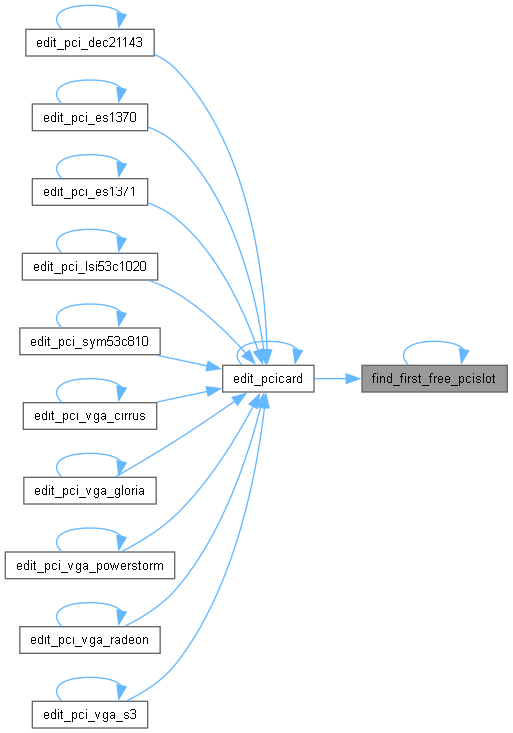 edit_pci_dec21143
edit_pci_es1370
edit_pci_es1371
edit_pci_lsi53c1020
edit_pci_sym53c810
edit_pcicard
find_first_free_pcislot
edit_pci_vga_cirrus
edit_pci_vga_gloria
edit_pci_vga_powerstorm
edit_pci_vga_radeon
edit_pci_vga_s3